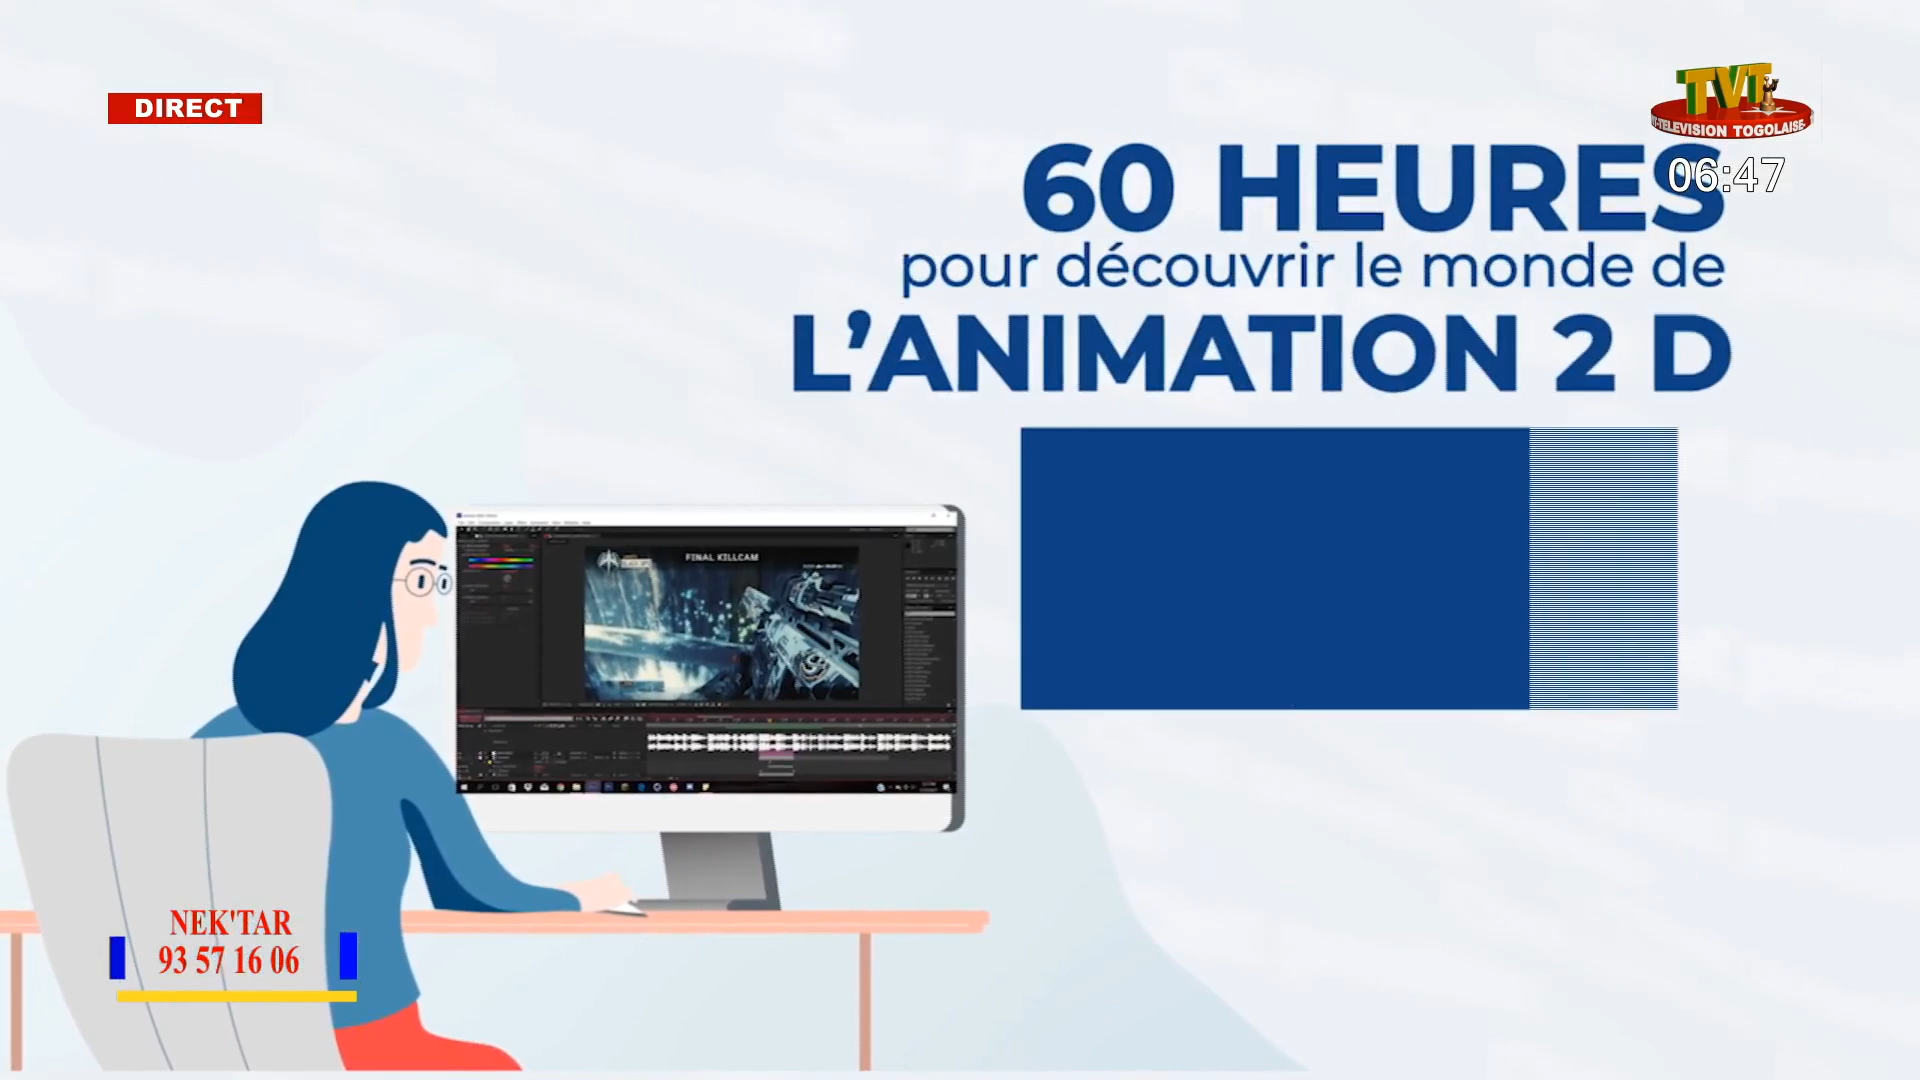 DIRECT
TVT
TELEVISION TOGOLAISE
06:47
60 HEURES
pour découvrir le monde de
L'ANIMATION 2 D
FINAL KILLCAM
NEK'TAR
93 57 16 06